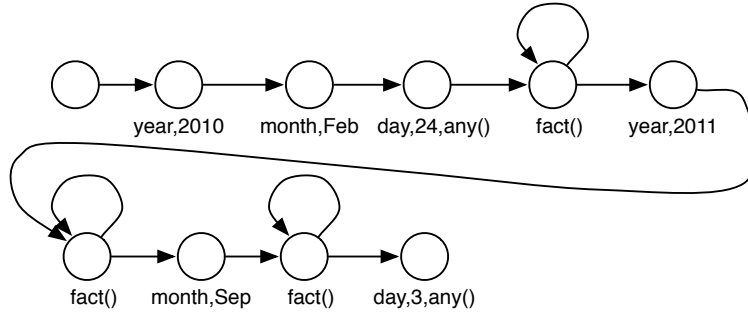 year,2010 month,Feb day,24,any() fact() year,2011
fact() month,Sep fact() day,3,any()